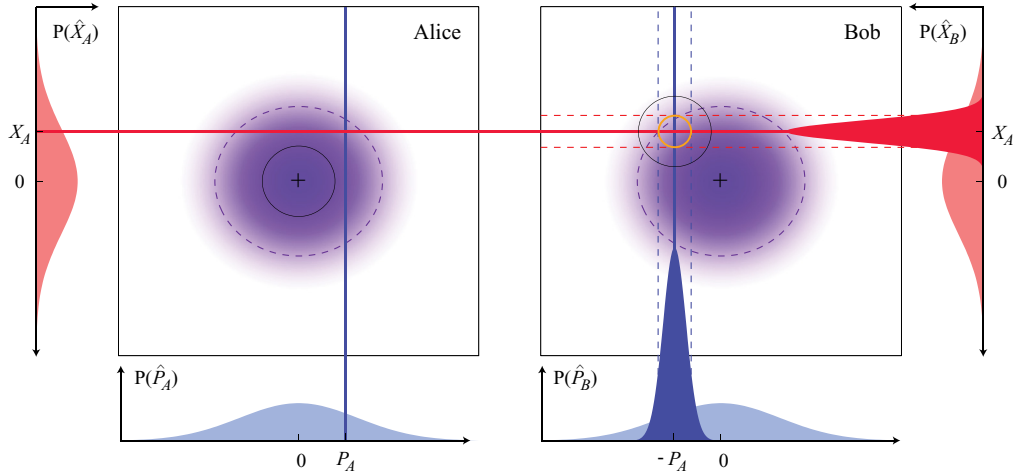 P(X̂_A)
Alice
Bob
P(X̂_B)
X_A
X_A
0
0
P(P̂_A)
P(P̂_B)
0
P_A
- P_A
0